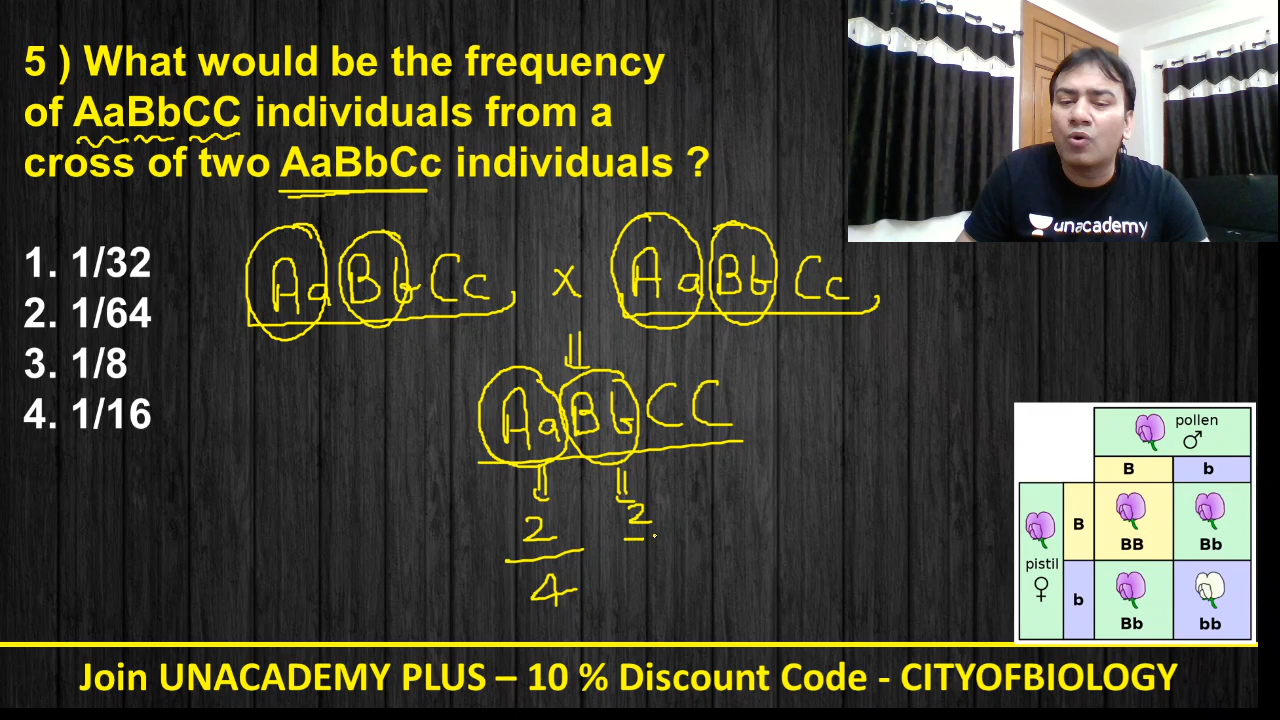 5 ) What would be the frequency
of AaBbCC individuals from a
cross of two AaBbCc individuals ?
1. 1/32
2. 1/64
3. 1/8
4. 1/16
AaBbCc x AaBbCc
AaBbCC
2
4
2
unacademy
pollen
♂
B b
pistil
♀
B
BB Bb
b
Bb bb
Join UNACADEMY PLUS – 10 % Discount Code - CITYOFBIOLOGY